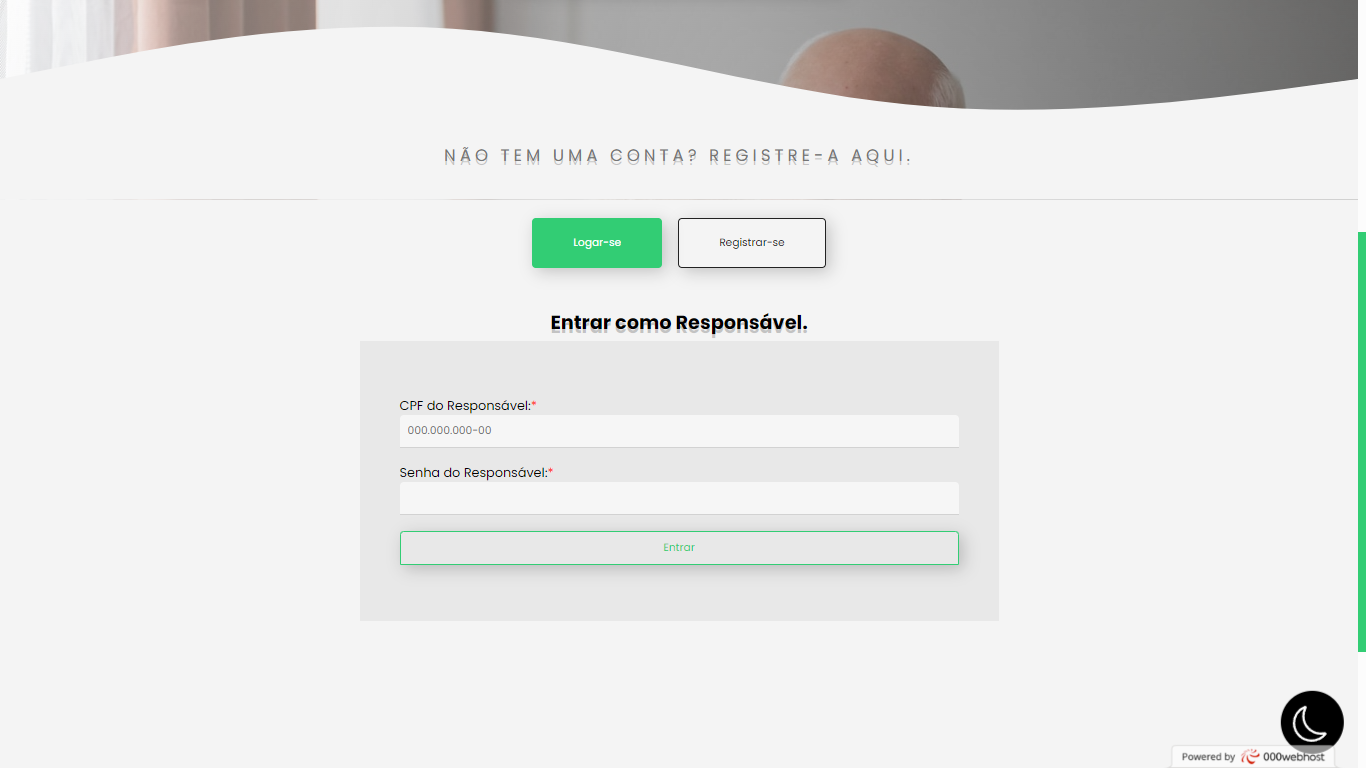 NÃO TEM UMA CONTA? REGISTRE-A AQUI.
Logar-se
Registrar-se
Entrar como Responsável.
CPF do Responsável:*
000.000.000-00
Senha do Responsável:*
Entrar
Powered by 000webhost